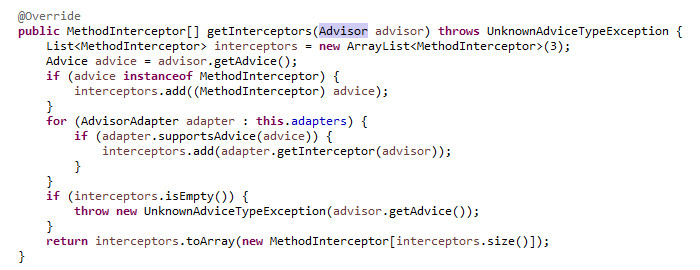 @Override
public MethodInterceptor[] getInterceptors(Advisor advisor) throws UnknownAdviceTypeException {
    List<MethodInterceptor> interceptors = new ArrayList<MethodInterceptor>(3);
    Advice advice = advisor.getAdvice();
    if (advice instanceof MethodInterceptor) {
        interceptors.add((MethodInterceptor) advice);
    }
    for (AdvisorAdapter adapter : this.adapters) {
        if (adapter.supportsAdvice(advice)) {
            interceptors.add(adapter.getInterceptor(advisor));
        }
    }
    if (interceptors.isEmpty()) {
        throw new UnknownAdviceTypeException(advisor.getAdvice());
    }
    return interceptors.toArray(new MethodInterceptor[interceptors.size()]);
}